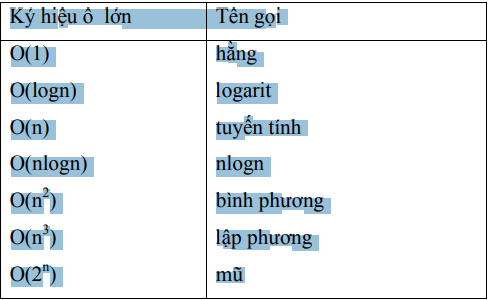 Ký hiệu ô lớn Tên gọi
O(1) hằng
O(logn) logarit
O(n) tuyến tính
O(nlogn) nlogn
O(n²) bình phương
O(n³) lập phương
O(2ⁿ) mũ